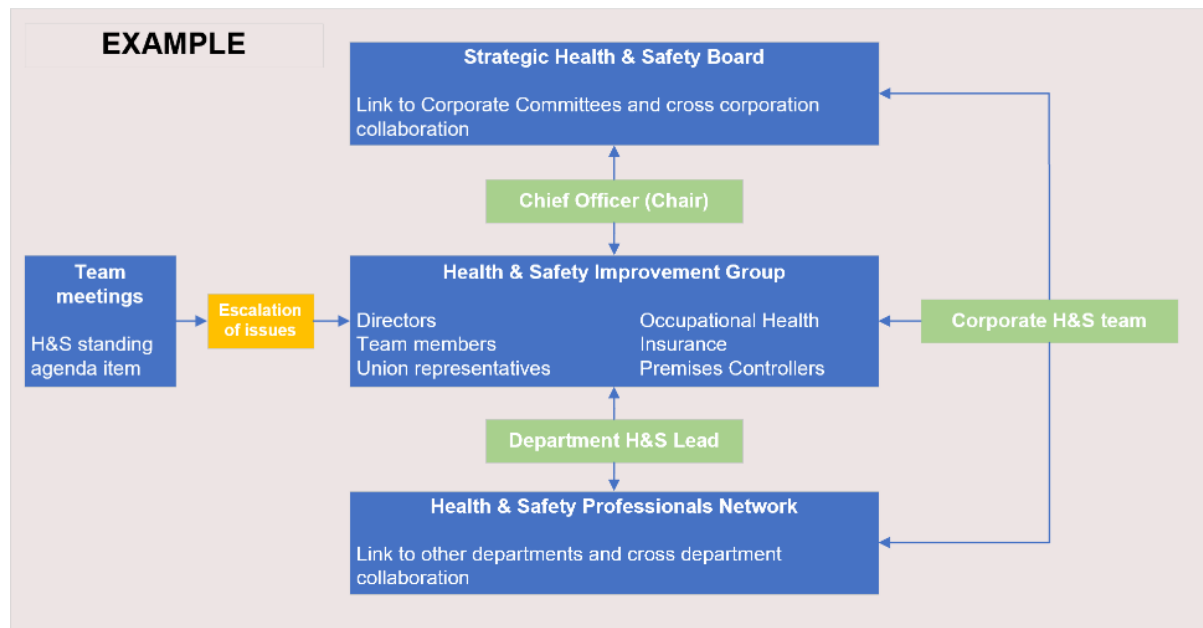 EXAMPLE
Strategic Health & Safety Board
Link to Corporate Committees and cross corporation
collaboration
Chief Officer (Chair)
Team
meetings
H&S standing
agenda item
Escalation
of issues
Health & Safety Improvement Group
Directors
Team members
Union representatives
Occupational Health
Insurance
Premises Controllers
Corporate H&S team
Department H&S Lead
Health & Safety Professionals Network
Link to other departments and cross department
collaboration